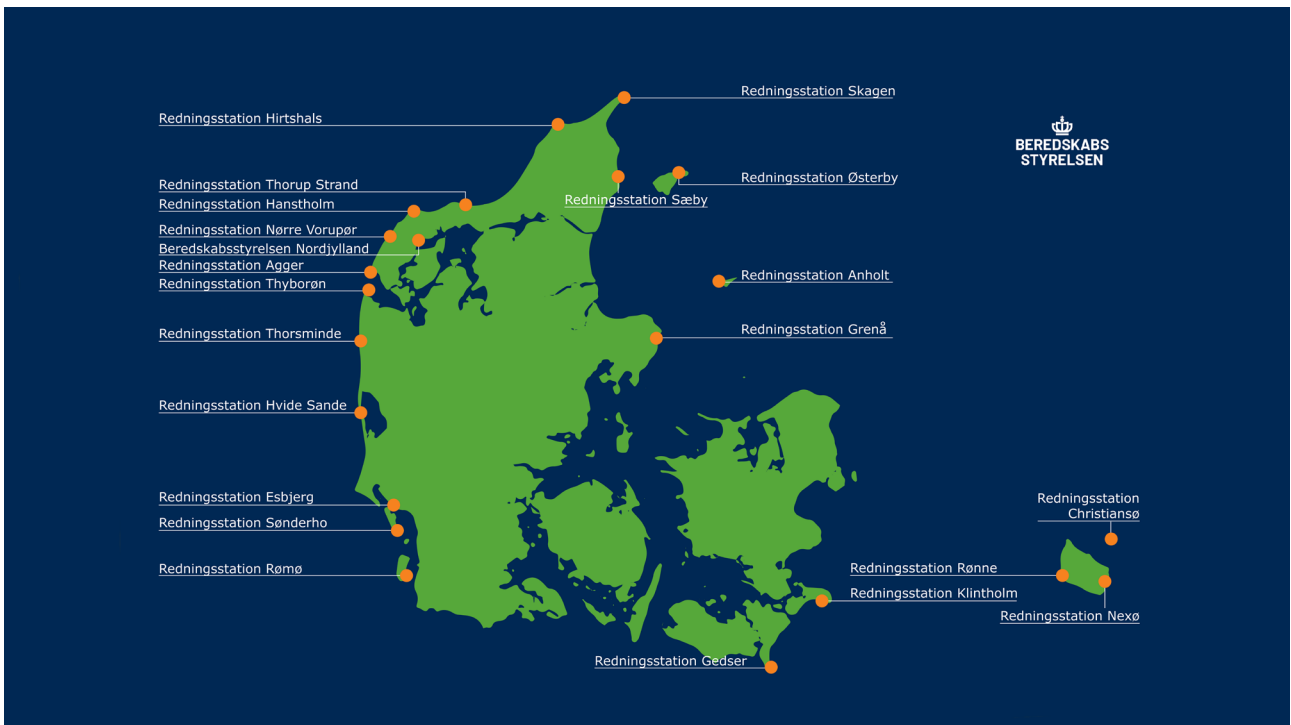 Redningsstation Skagen
Redningsstation Hirtshals
BEREDSKABS
STYRELSEN
Redningsstation Østerby
Redningsstation Thorup Strand
Redningsstation Sæby
Redningsstation Hanstholm
Redningsstation Nørre Vorupør
Beredskabsstyrelsen Nordjylland
Redningsstation Agger
Redningsstation Anholt
Redningsstation Thyborøn
Redningsstation Grenå
Redningsstation Thorsminde
Redningsstation Hvide Sande
Redningsstation Esbjerg
Redningsstation
Christiansø
Redningsstation Sønderho
Redningsstation Rømø
Redningsstation Rønne
Redningsstation Klintholm
Redningsstation Nexø
Redningsstation Gedser